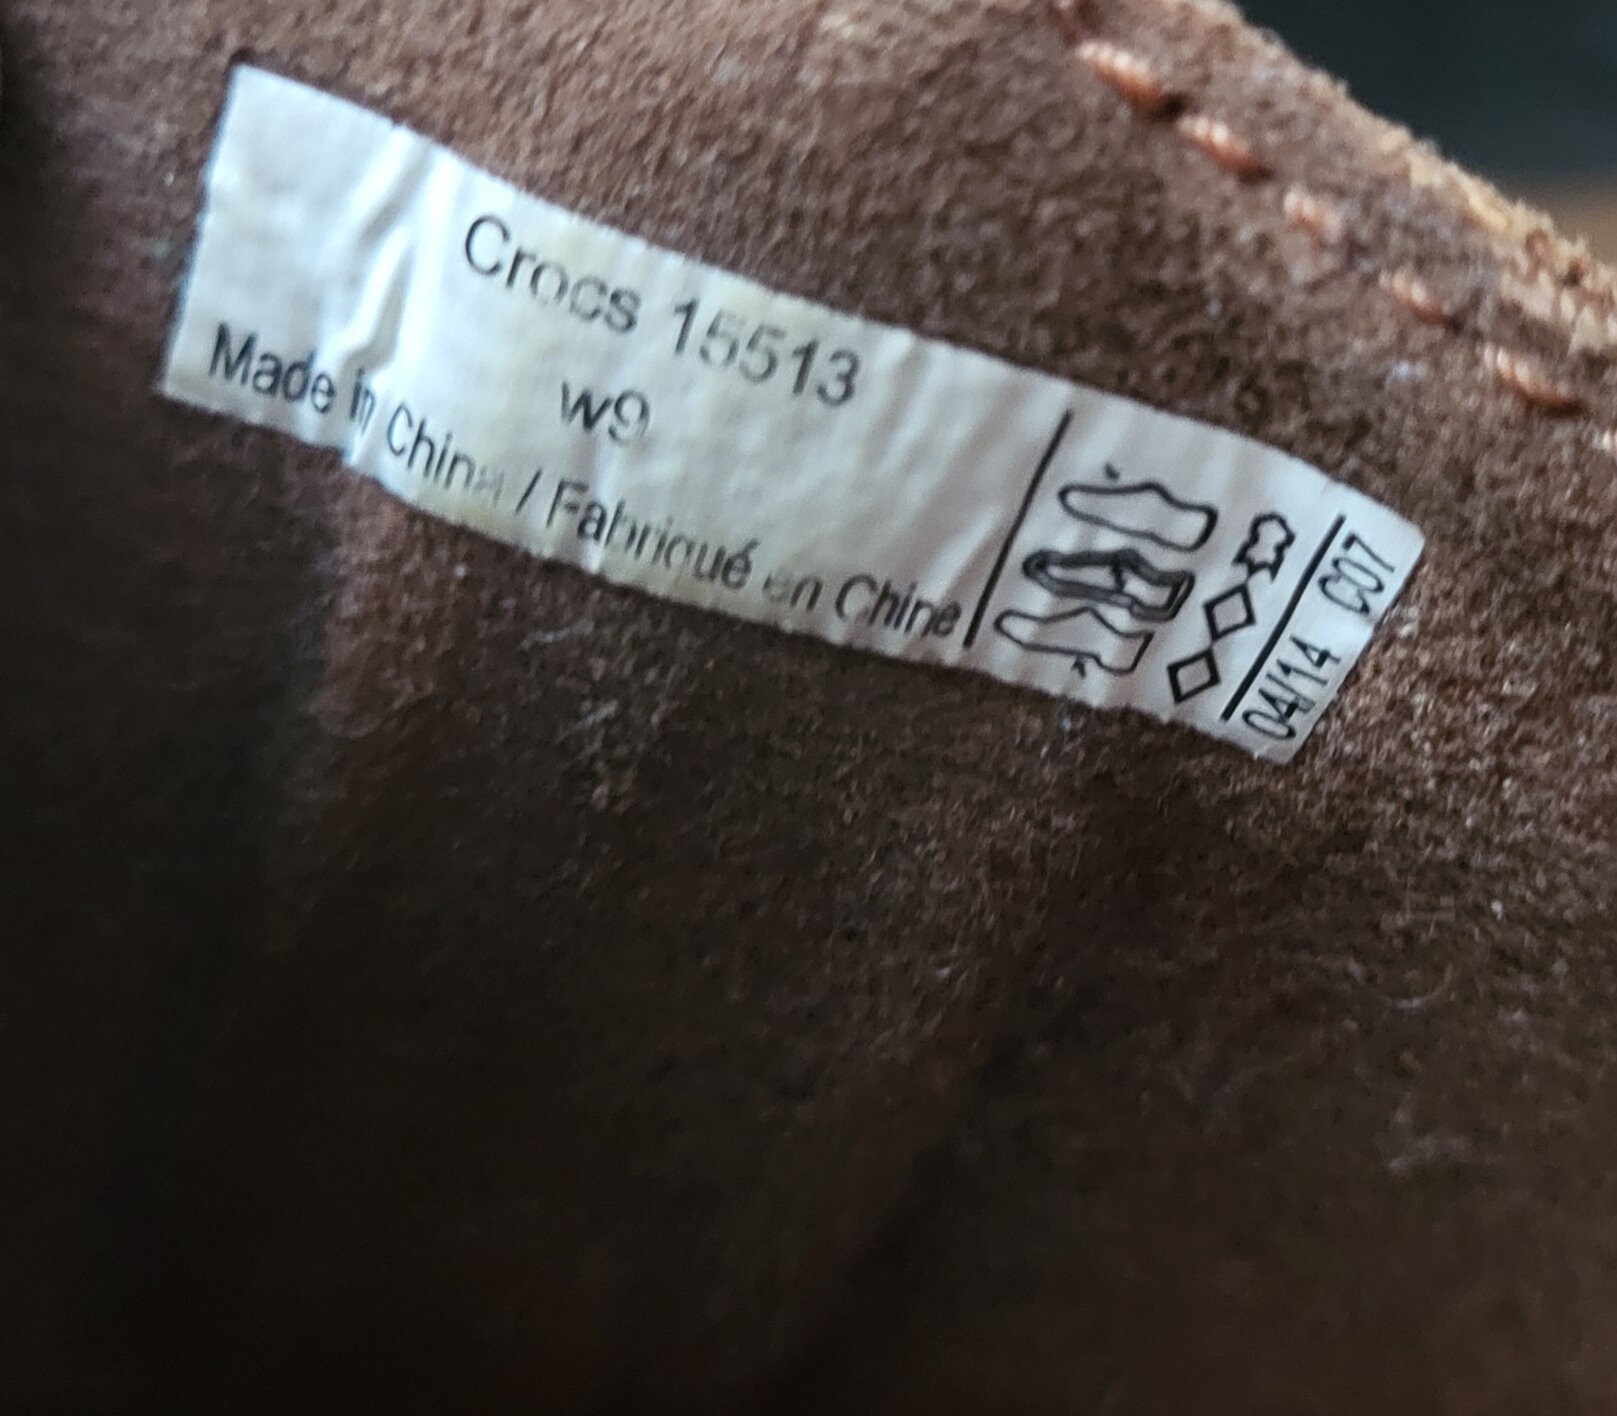 Crocs 15513
w9
Made in China / Fabriqué en Chine
04/14 C07